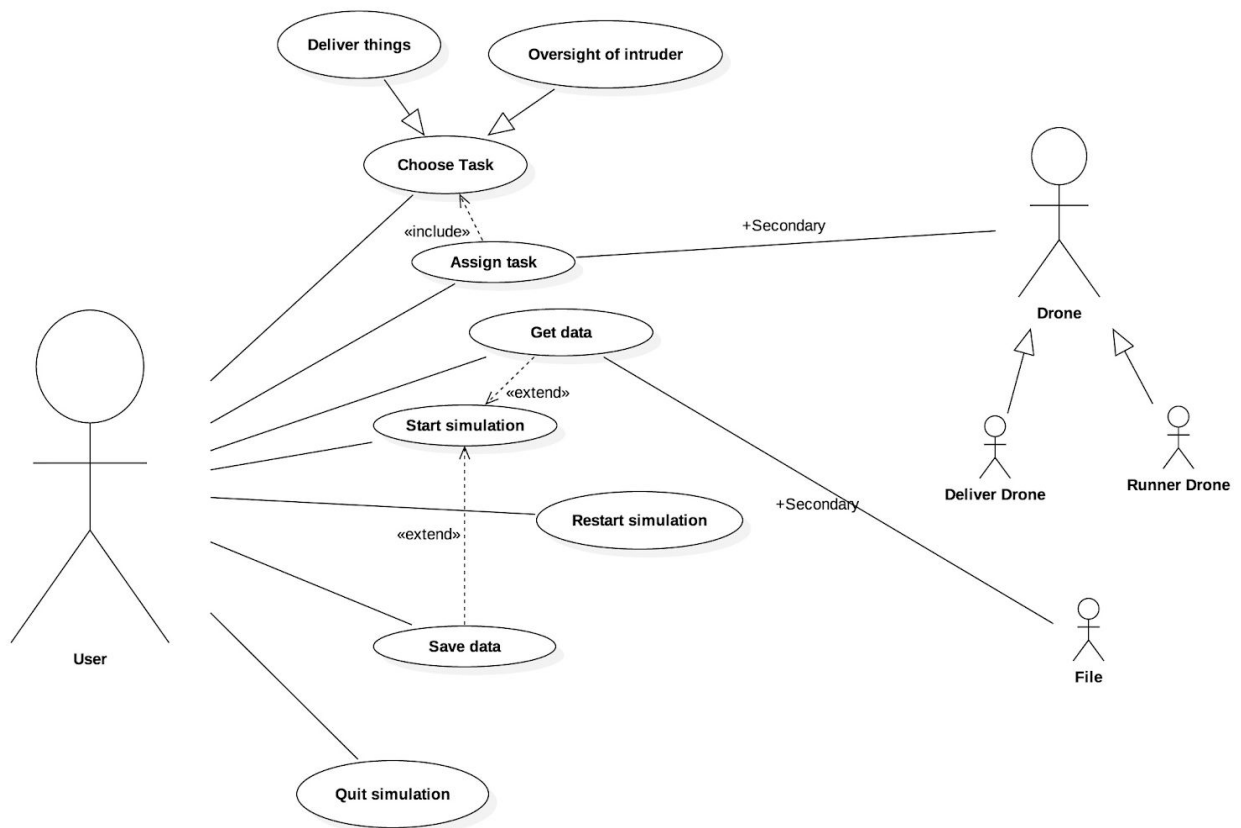 Deliver things
Oversight of intruder
Choose Task
«include»
+Secondary
Assign task
Drone
Get data
«extend»
Start simulation
Deliver Drone
Runner Drone
+Secondary
Restart simulation
«extend»
Save data
User
File
Quit simulation